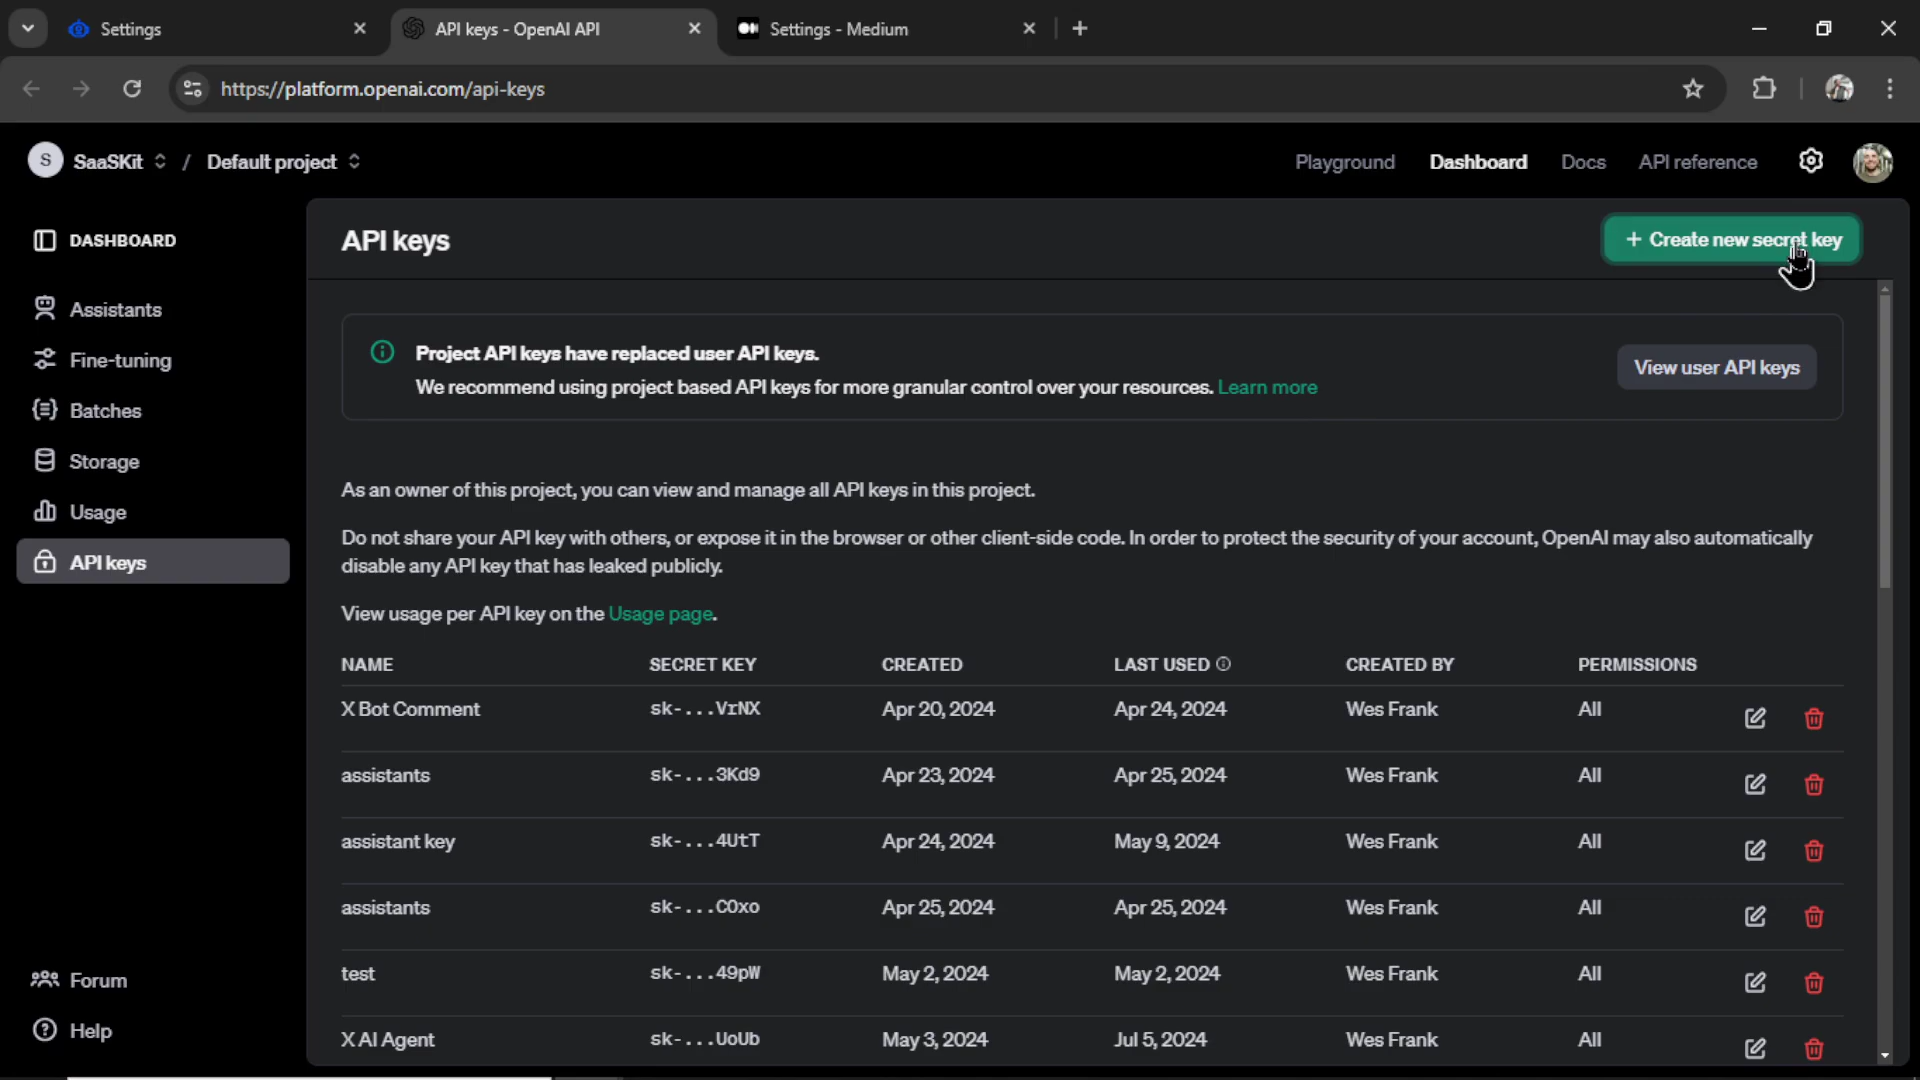 Settings
API keys - OpenAI API
Settings - Medium
https://platform.openai.com/api-keys
S SaaSKit / Default project
Playground Dashboard Docs API reference
DASHBOARD
Assistants
Fine-tuning
Batches
Storage
Usage
API keys
Forum
Help
API keys
+ Create new secret key
Project API keys have replaced user API keys.
We recommend using project based API keys for more granular control over your resources. Learn more
View user API keys
As an owner of this project, you can view and manage all API keys in this project.
Do not share your API key with others, or expose it in the browser or other client-side code. In order to protect the security of your account, OpenAI may also automatically
disable any API key that has leaked publicly.
View usage per API key on the Usage page.
NAME SECRET KEY CREATED LAST USED CREATED BY PERMISSIONS
X Bot Comment sk-...VrNX Apr 20, 2024 Apr 24, 2024 Wes Frank All
assistants sk-...3Kd9 Apr 23, 2024 Apr 25, 2024 Wes Frank All
assistant key sk-...4UtT Apr 24, 2024 May 9, 2024 Wes Frank All
assistants sk-...COxo Apr 25, 2024 Apr 25, 2024 Wes Frank All
test sk-...49pW May 2, 2024 May 2, 2024 Wes Frank All
X AI Agent sk-...UoUb May 3, 2024 Jul 5, 2024 Wes Frank All